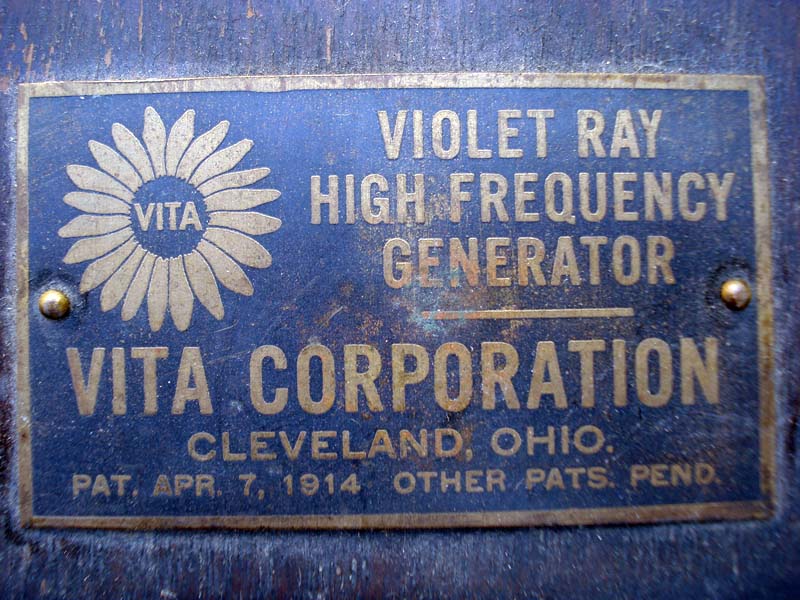 VITA
VIOLET RAY
HIGH FREQUENCY
GENERATOR
VITA CORPORATION
CLEVELAND, OHIO.
PAT. APR. 7, 1914 OTHER PATS. PEND.